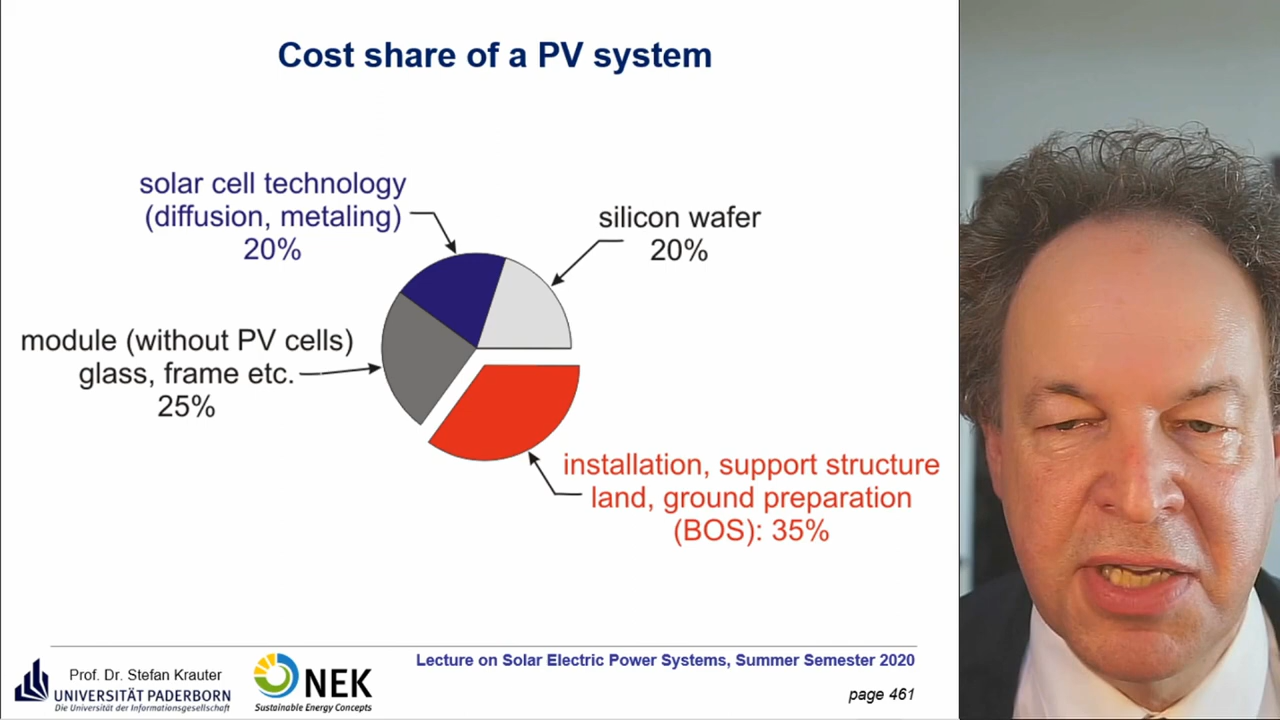 Cost share of a PV system
solar cell technology
(diffusion, metaling)
20%
silicon wafer
20%
module (without PV cells)
glass, frame etc.
25%
installation, support structure
land, ground preparation
(BOS): 35%
Prof. Dr. Stefan Krauter
UNIVERSITÄT PADERBORN
Die Universität der Informationsgesellschaft
NEK
Sustainable Energy Concepts
Lecture on Solar Electric Power Systems, Summer Semester 2020
page 461